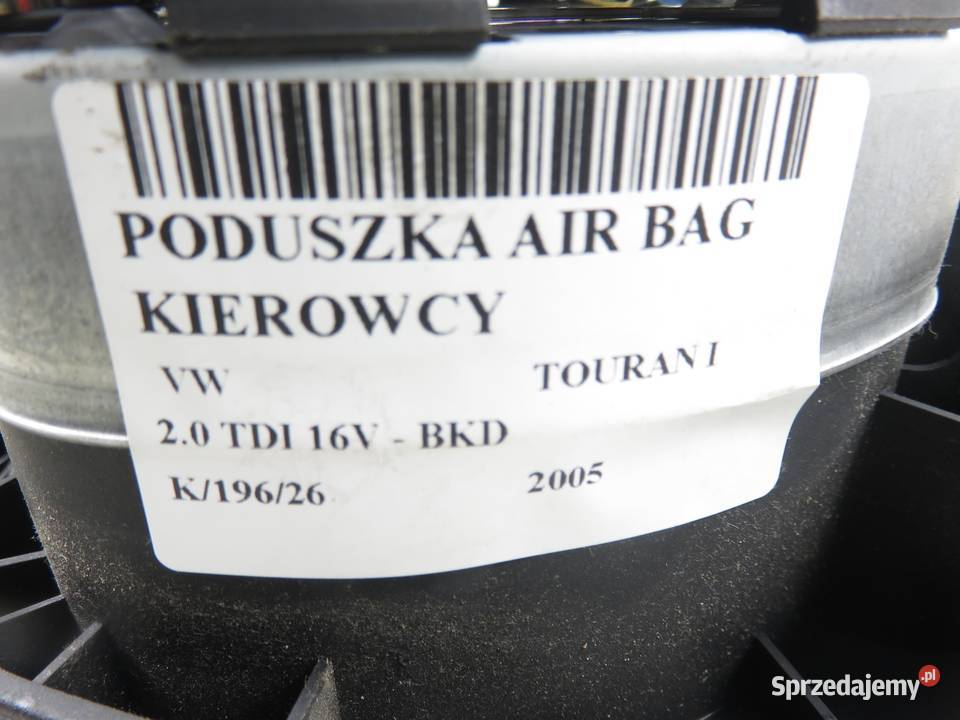 PODUSZKA AIR BAG
KIEROWCY
VW TOURAN I
2.0 TDI 16V - BKD
K/196/26 2005
Sprzedajemy.pl